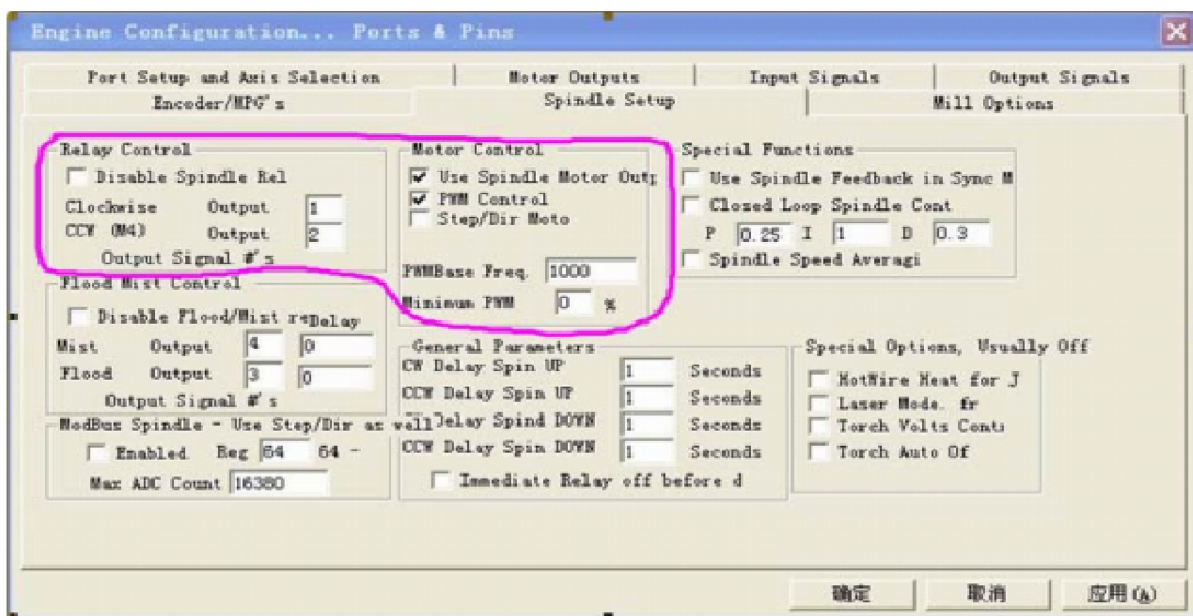 Engine Configuration... Ports & Pins
Port Setup and Axis Selection
Motor Outputs
Input Signals
Output Signals
Encoder/MPG's
Spindle Setup
Mill Options
Relay Control
Disable Spindle Rel
Clockwise Output 1
CCW (M4) Output 2
Output Signal #'s
Motor Control
Use Spindle Motor Outp
PWM Control
Step/Dir Moto
PWMBase Freq. 1000
Minimum PWM 0 %
Special Functions
Use Spindle Feedback in Sync M
Closed Loop Spindle Cont
P 0.25 I 1 D 0.3
Spindle Speed Averagi
Flood Mist Control
Disable Flood/Mist re Delay
Mist Output 4 0
Flood Output 3 0
Output Signal #'s
ModBus Spindle - Use Step/Dir as well
Enabled Reg 64 64 -
Max ADC Count 16380
General Parameters
CW Delay Spin UP 1 Seconds
CCW Delay Spin UP 1 Seconds
Delay Spind DOWN 1 Seconds
CCW Delay Spin DOWN 1 Seconds
Immediate Relay off before d
Special Options, Usually Off
HotWire Heat for J
Laser Mode. fr
Torch Volts Cont
Torch Auto Of
确定
取消
应用(A)